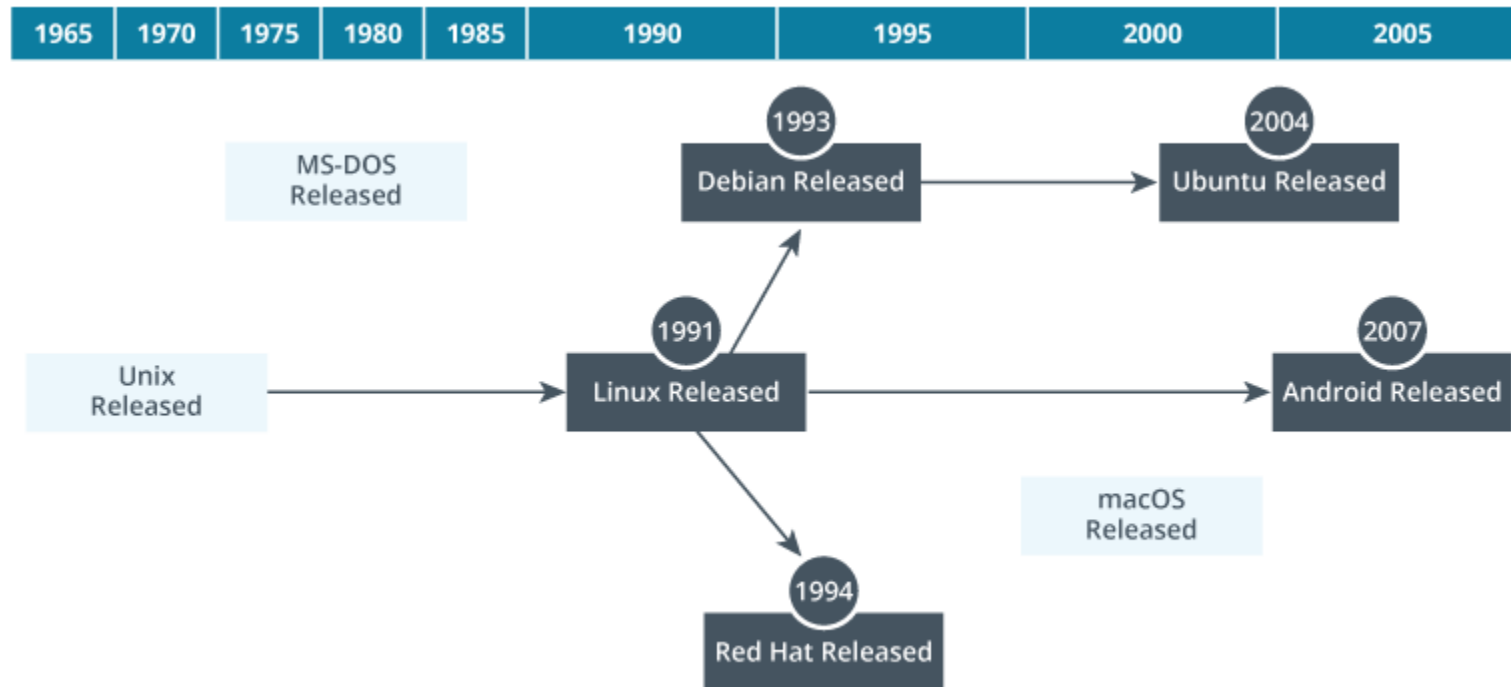 1965 1970 1975 1980 1985 1990 1995 2000 2005
1993
2004
MS-DOS
Released
Debian Released
Ubuntu Released
1991
2007
Unix
Released
Linux Released
Android Released
macOS
Released
1994
Red Hat Released